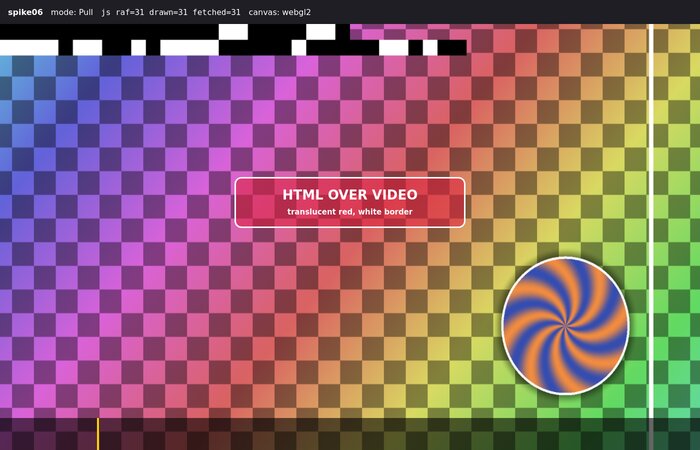 spike06 mode: Pull js raf=31 drawn=31 fetched=31 canvas: webgl2
HTML OVER VIDEO
translucent red, white border